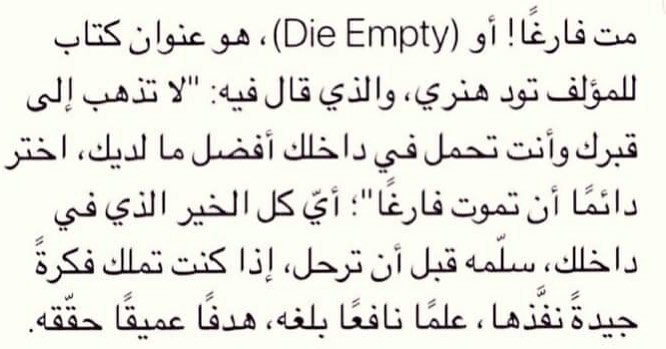 مت فارغًا! أو (Die Empty)، هو عنوان كتاب
للمؤلف تود هنري، والذي قال فيه: "لا تذهب إلى
قبرك وأنت تحمل في داخلك أفضل ما لديك، اختر
دائمًا أن تموت فارغًا"؛ أيّ كل الخير الذي في
داخلك، سلّمه قبل أن ترحل، إذا كنت تملك فكرةً
جيدةً نفّذها، علمًا نافعًا بلغه، هدفًا عميقًا حقّقه.